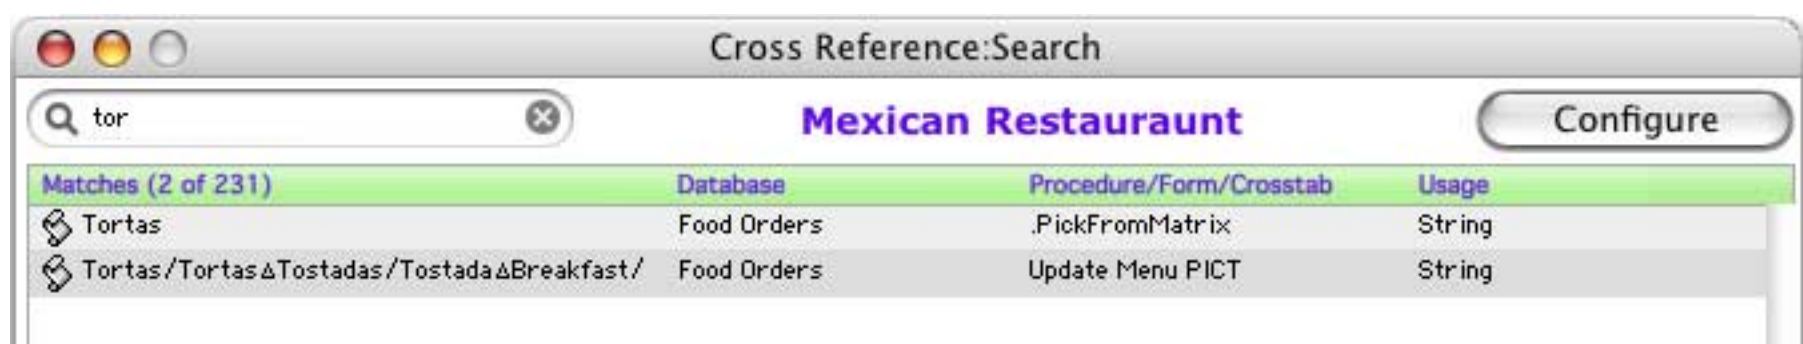 Cross Reference:Search
tor
Mexican Restauraunt
Configure
Matches (2 of 231) Database Procedure/Form/Crosstab Usage
Tortas Food Orders .PickFromMatrix String
Tortas/Tortas∆Tostadas/Tostada∆Breakfast/ Food Orders Update Menu PICT String